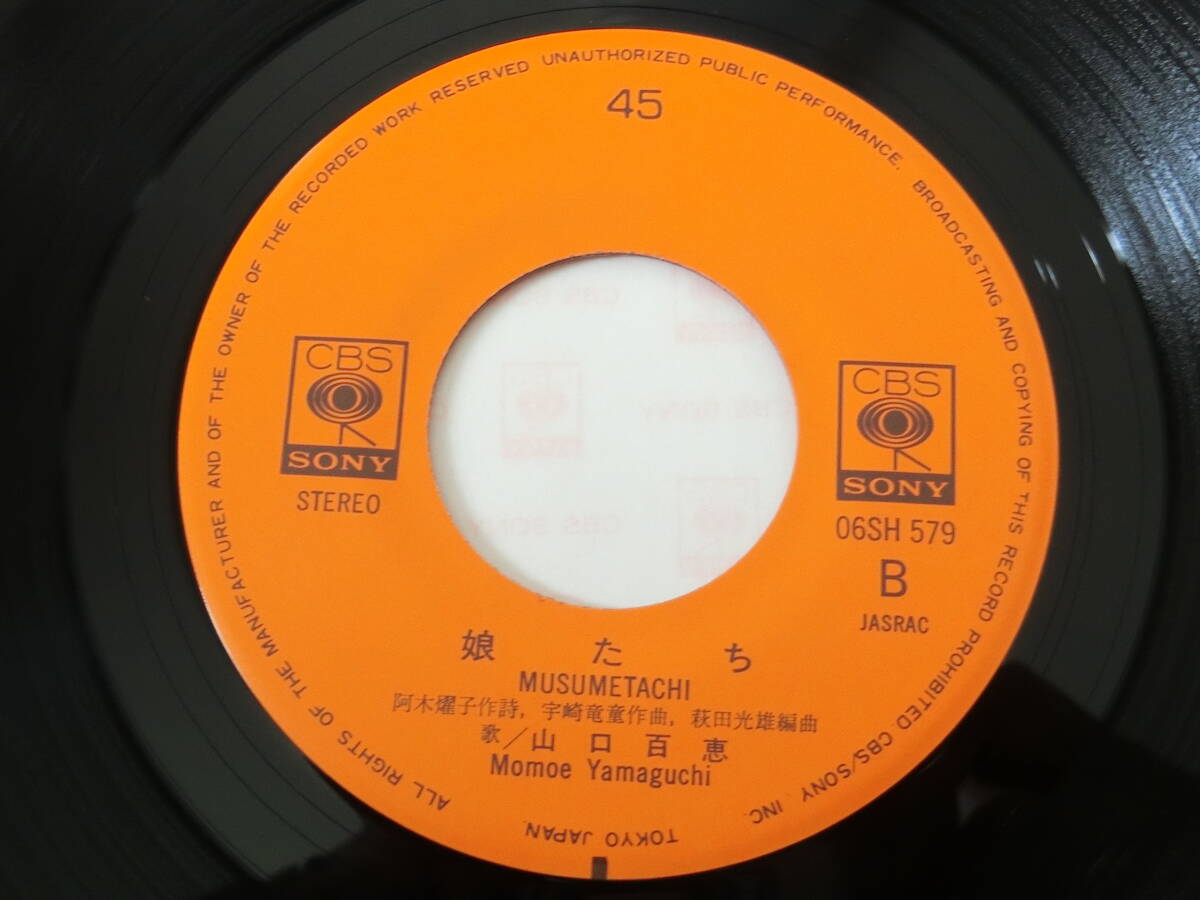 45
ALL RIGHTS OF THE MANUFACTURER AND OF THE OWNER OF THE RECORDED WORK RESERVED UNAUTHORIZED PUBLIC PERFORMANCE. BROADCASTING AND COPYING OF THIS RECORD PROHIBITED. CBS/SONY INC.
TOKYO JAPAN
CBS
SONY
STEREO
CBS
SONY
06SH 579
B
JASRAC
娘たち
MUSUMETACHI
阿木燿子作詩, 宇崎竜童作曲, 萩田光雄編曲
歌/山口百恵
Momoe Yamaguchi